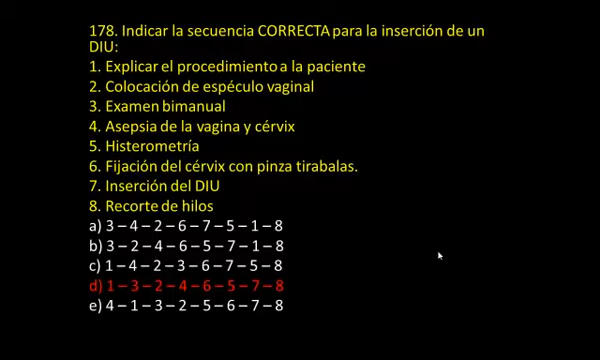 178. Indicar la secuencia CORRECTA para la inserción de un
DIU:
1. Explicar el procedimiento a la paciente
2. Colocación de espéculo vaginal
3. Examen bimanual
4. Asepsia de la vagina y cérvix
5. Histerometría
6. Fijación del cérvix con pinza tirabalas.
7. Inserción del DIU
8. Recorte de hilos
a) 3 – 4 – 2 – 6 – 7 – 5 – 1 – 8
b) 3 – 2 – 4 – 6 – 5 – 7 – 1 – 8
c) 1 – 4 – 2 – 3 – 6 – 7 – 5 – 8
d) 1 – 3 – 2 – 4 – 6 – 5 – 7 – 8
e) 4 – 1 – 3 – 2 – 5 – 6 – 7 – 8